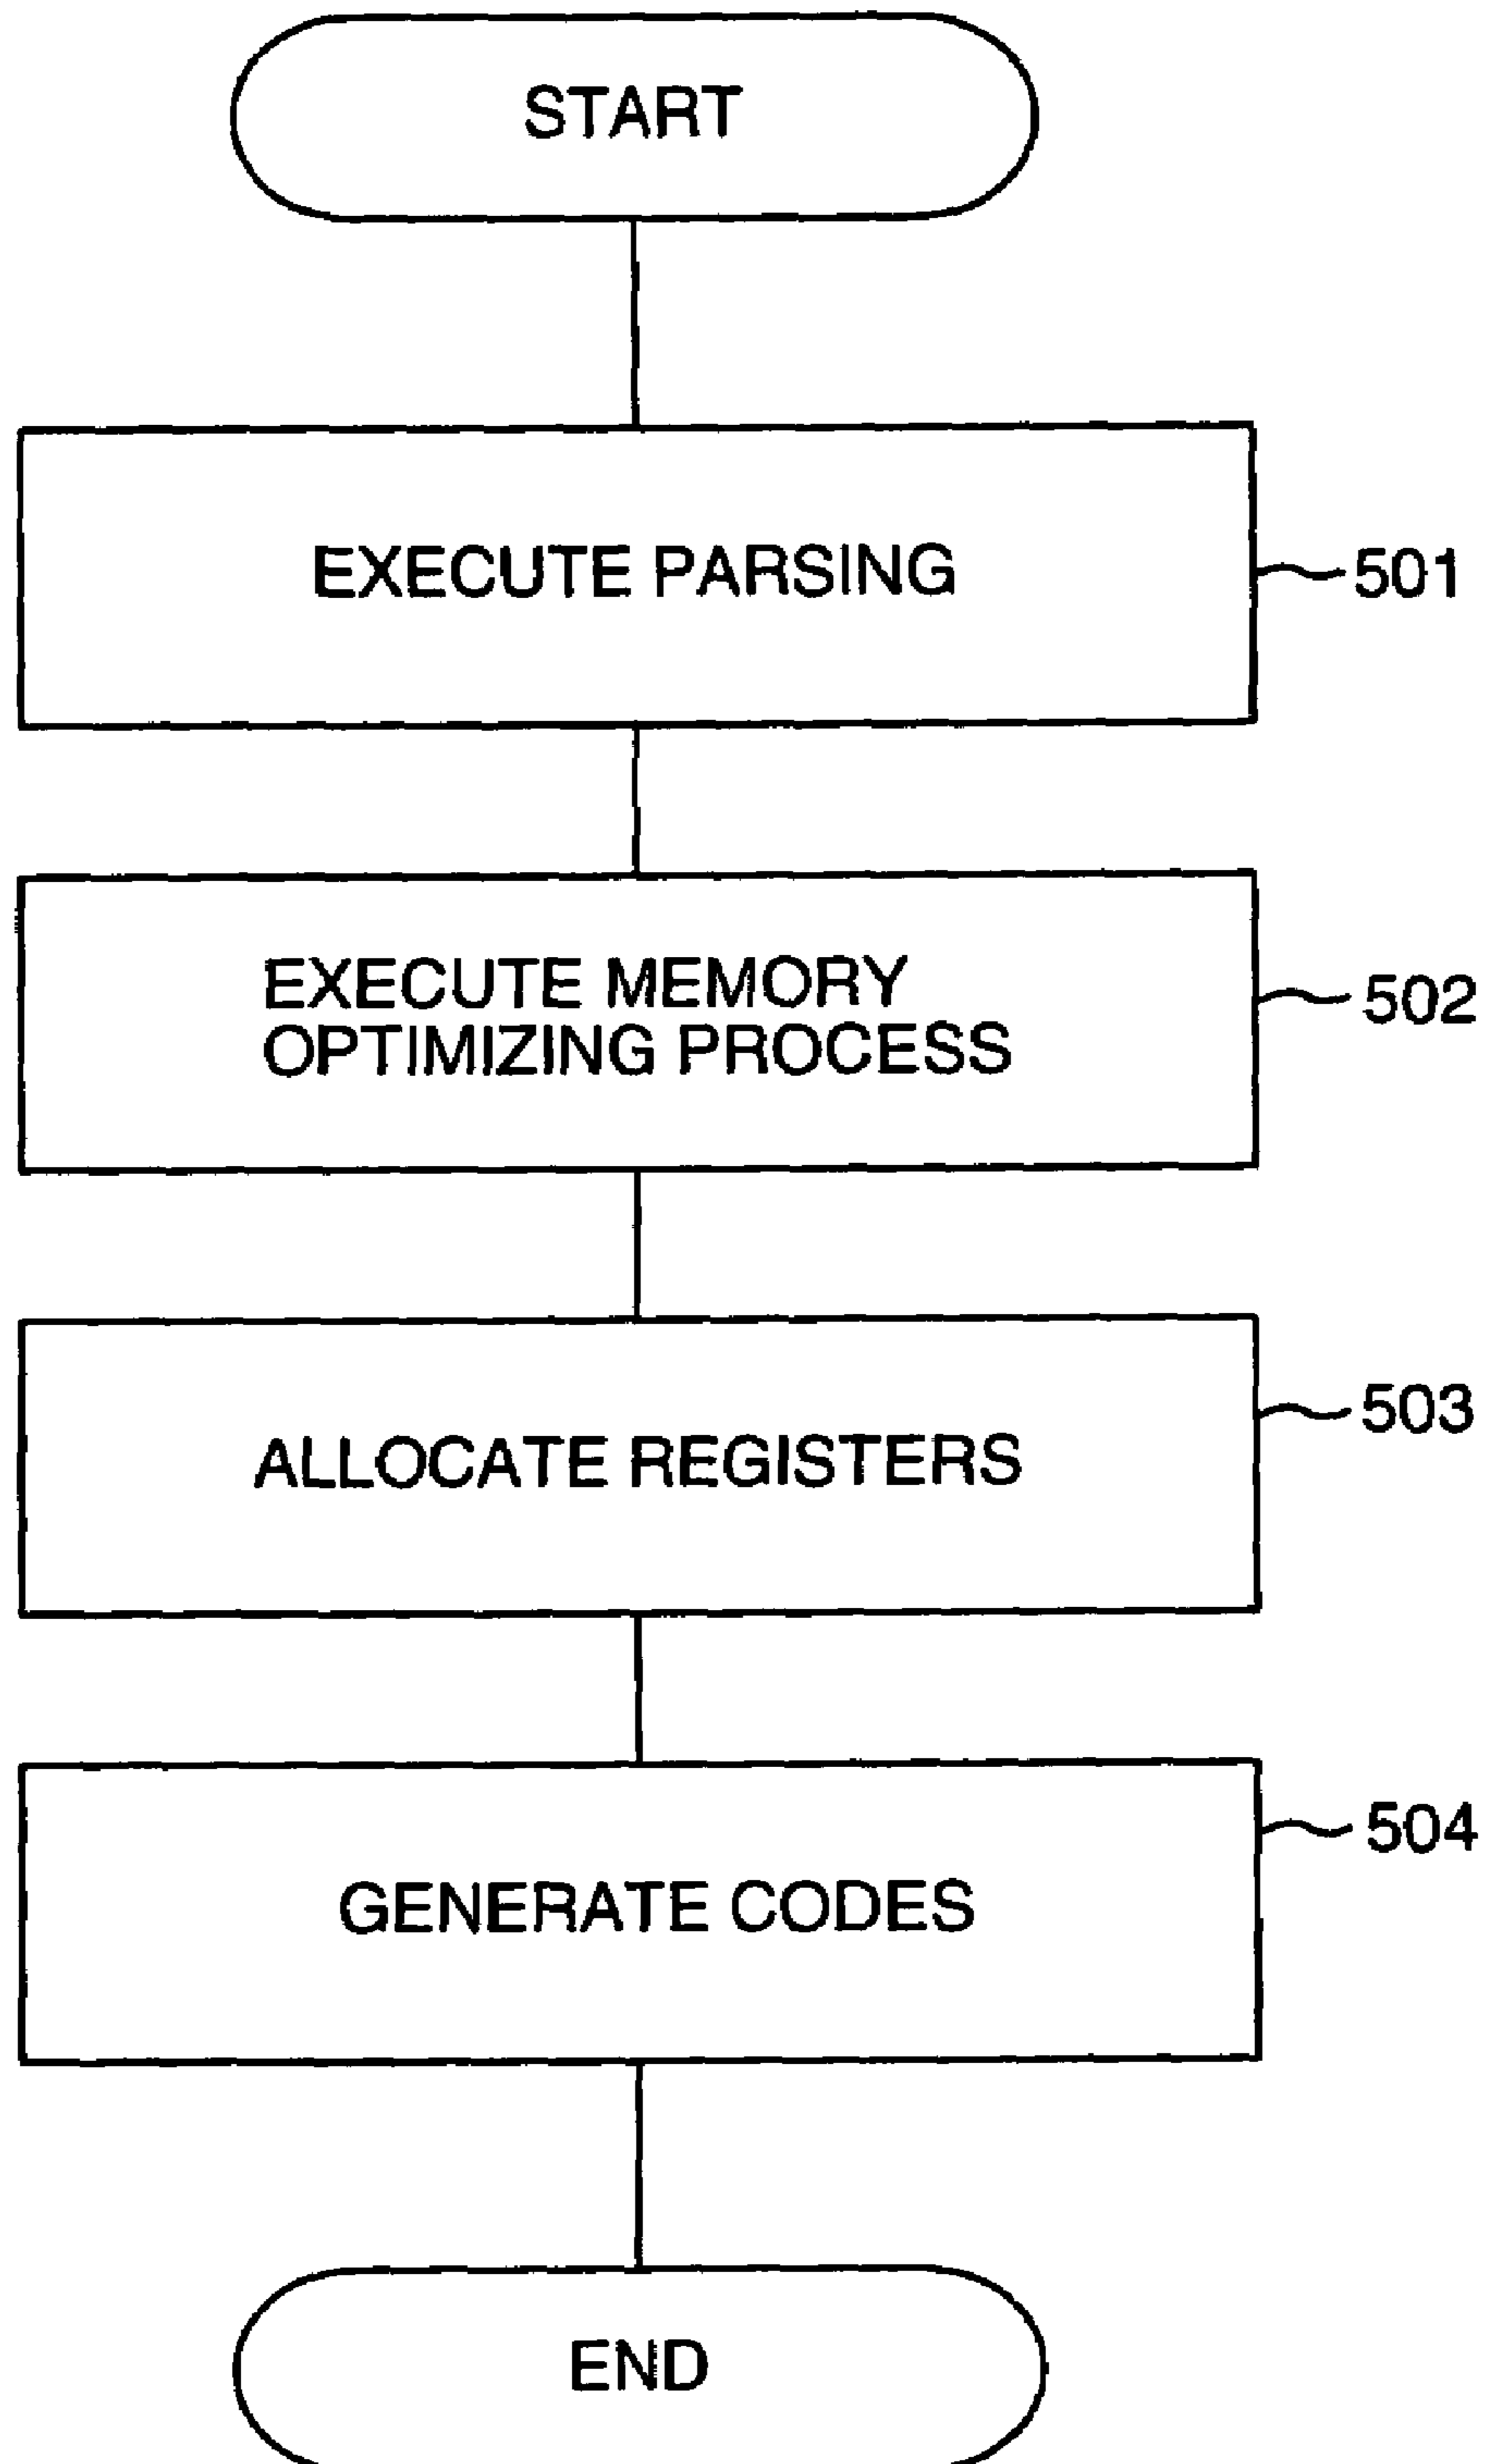 START
EXECUTE PARSING
501
EXECUTE MEMORY
OPTIMIZING PROCESS
502
503
ALLOCATE REGISTERS
504
GENERATE CODES
END